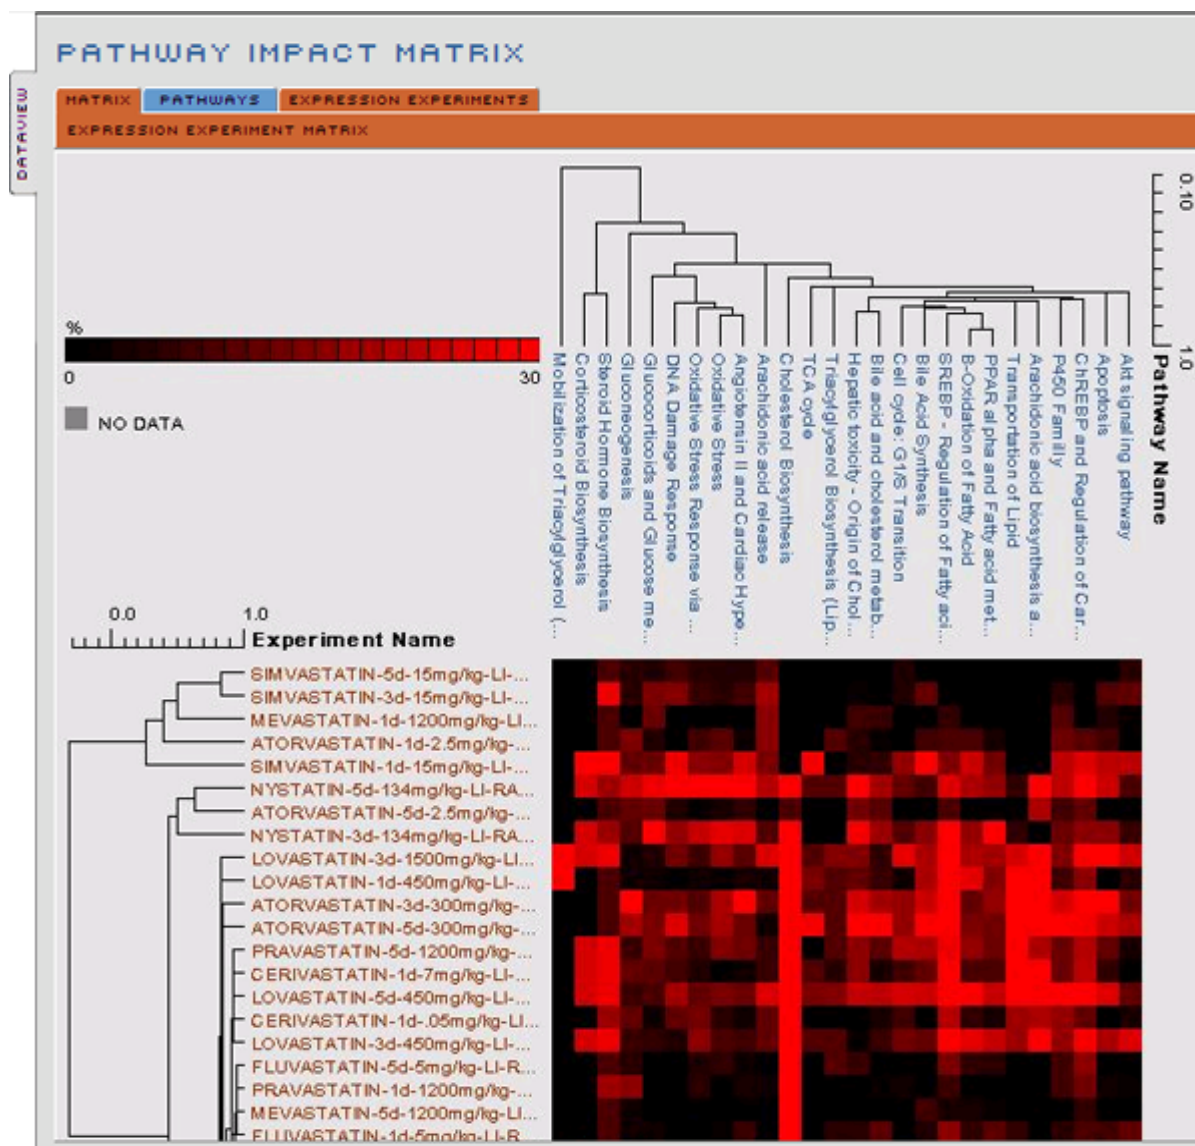 PATHWAY IMPACT MATRIX
DATAVIEW
MATRIX
PATHWAYS
EXPRESSION EXPERIMENTS
EXPRESSION EXPERIMENT MATRIX
0.10
1.0
Pathway Name
%
0
30
NO DATA
Mobilization of Triacylglycerol (...
Corticosteroid Biosynthesis
Steroid Hormone Biosynthesis
Gluconeogenesis
Glucocorticoids and Glucose me...
DNA Damage Response
Oxidative Stress Response via ...
Oxidative Stress
Angiotensin II and Cardiac Hype...
Arachidonic acid release
Cholesterol Biosynthesis
TCA cycle
Triacylglycerol Biosynthesis (Lip...
Hepatic toxicity - Origin of Chol...
Bile acid and cholesterol metab...
Cell cycle: G1/S Transition
Bile Acid Synthesis
SREBP - Regulation of Fatty aci...
B-Oxidation of Fatty Acid
PPAR alpha and Fatty acid met...
Transportation of Lipid
Arachidonic acid biosynthesis a...
P450 Familly
ChREBP and Regulation of Car...
Apoptosis
Akt signaling pathway
0.0
1.0
Experiment Name
SIMVASTATIN-5d-15mg/kg-LI-...
SIMVASTATIN-3d-15mg/kg-LI-...
MEVASTATIN-1d-1200mg/kg-LI...
ATORVASTATIN-1d-2.5mg/kg-...
SIMVASTATIN-1d-15mg/kg-LI-...
NYSTATIN-5d-134mg/kg-LI-RA...
ATORVASTATIN-5d-2.5mg/kg-...
NYSTATIN-3d-134mg/kg-LI-RA...
LOVASTATIN-3d-1500mg/kg-LI...
LOVASTATIN-1d-450mg/kg-LI-...
ATORVASTATIN-3d-300mg/kg-...
ATORVASTATIN-5d-300mg/kg-...
PRAVASTATIN-5d-1200mg/kg-...
CERIVASTATIN-1d-7mg/kg-LI-...
LOVASTATIN-5d-450mg/kg-LI-...
CERIVASTATIN-1d-.05mg/kg-LI...
LOVASTATIN-3d-450mg/kg-LI-...
FLUVASTATIN-5d-5mg/kg-LI-R...
PRAVASTATIN-1d-1200mg/kg-...
MEVASTATIN-5d-1200mg/kg-LI...
FLUVASTATIN-1d-5mg/kg-LI-R...